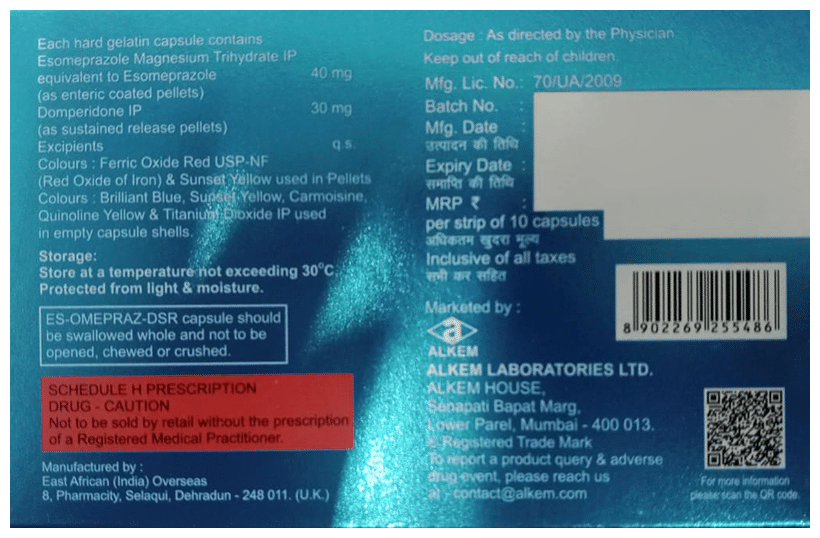 Each hard gelatin capsule contains
Esomeprazole Magnesium Trihydrate IP
equivalent to Esomeprazole 40 mg
(as enteric coated pellets)
Domperidone IP 30 mg
(as sustained release pellets)
Excipients q.s.
Colours : Ferric Oxide Red USP-NF
(Red Oxide of Iron) & Sunset Yellow used in Pellets
Colours : Brilliant Blue, Sunset Yellow, Carmoisine,
Quinoline Yellow & Titanium Dioxide IP used
in empty capsule shells.
Storage:
Store at a temperature not exceeding 30°C.
Protected from light & moisture.
ES-OMEPRAZ-DSR capsule should
be swallowed whole and not to be
opened, chewed or crushed.
SCHEDULE H PRESCRIPTION
DRUG - CAUTION
Not to be sold by retail without the prescription
of a Registered Medical Practitioner.
Manufactured by :
East African (India) Overseas
8, Pharmacity, Selaqui, Dehradun - 248 011. (U.K.)
Dosage : As directed by the Physician.
Keep out of reach of children.
Mfg. Lic. No.: 70/UA/2009
Batch No. :
Mfg. Date :
उत्पादन की तिथि
Expiry Date :
समाप्ति की तिथि
MRP ₹ :
per strip of 10 capsules
अधिकतम खुदरा मूल्य
Inclusive of all taxes
सभी कर सहित
8 902269 255486
Marketed by :
a
ALKEM
ALKEM LABORATORIES LTD.
ALKEM HOUSE,
Senapati Bapat Marg,
Lower Parel, Mumbai - 400 013.
® Registered Trade Mark
To report a product query & adverse
drug event, please reach us
at - contact@alkem.com
For more information
please scan the QR code.